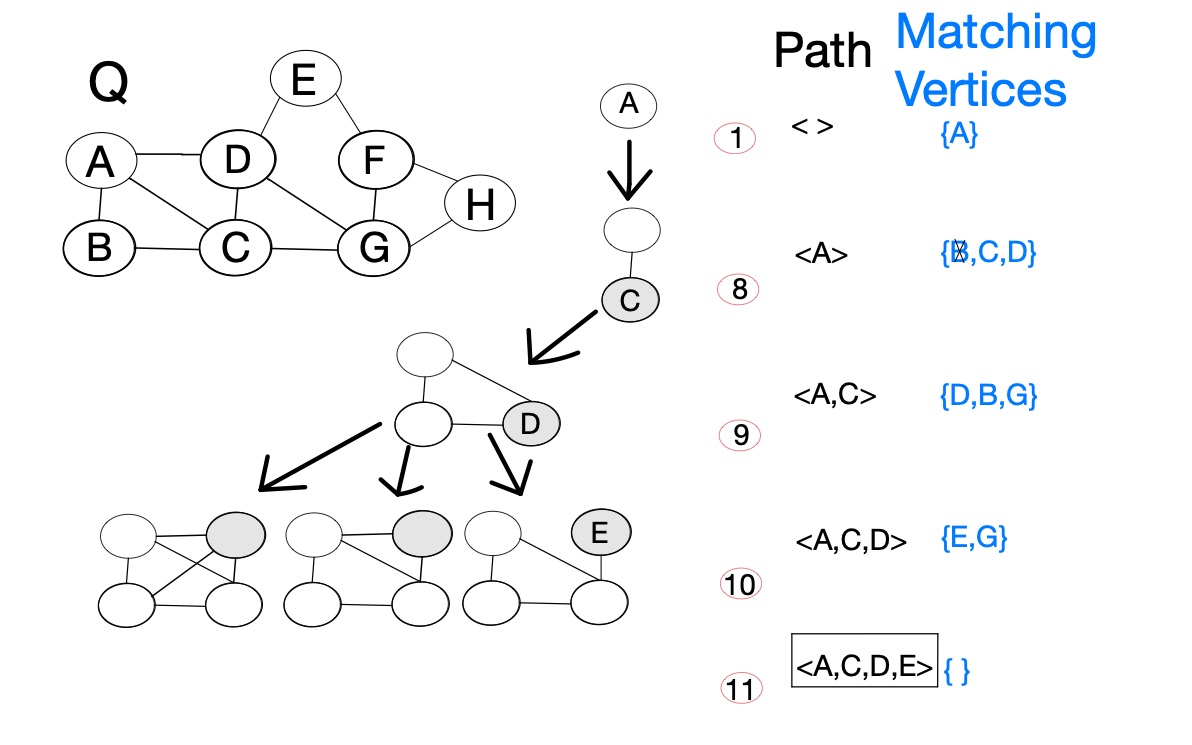 Q
E
A
D
F
H
B
C
G
A
C
D
E
Path
Matching
Vertices
1
< >
{A}
8
<A>
{B,C,D}
9
<A,C>
{D,B,G}
10
<A,C,D>
{E,G}
11
<A,C,D,E>
{ }